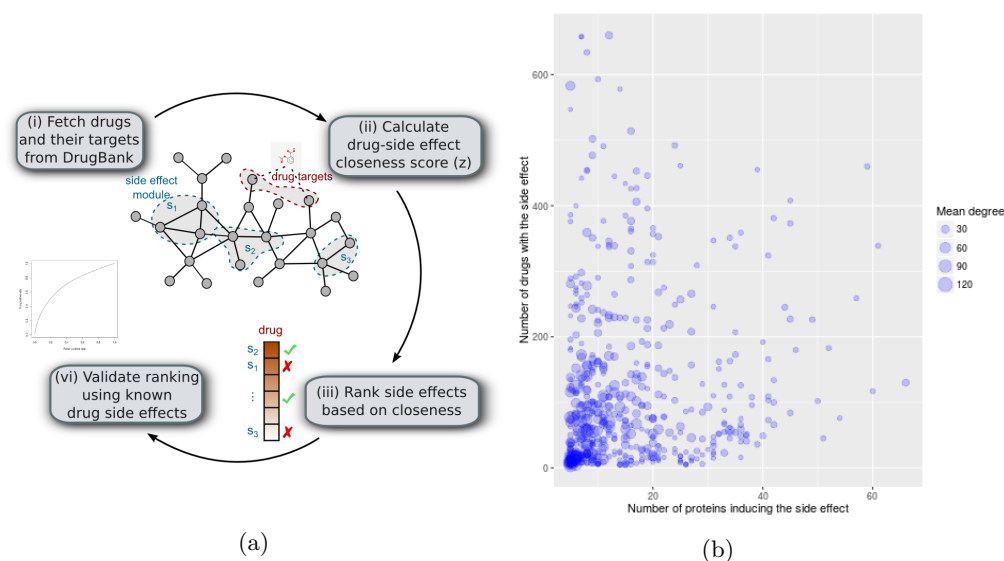 (i) Fetch drugs
and their targets
from DrugBank
(ii) Calculate
drug-side effect
closeness score (z)
side effect
module
s1
drug targets
s2
s3
drug
s2
s1
⋮
s3
(iii) Rank side effects
based on closeness
(vi) Validate ranking
using known
drug side effects
(a)
Number of drugs with the side effect
600
400
200
0
20
40
60
Number of proteins inducing the side effect
Mean degree
30
60
90
120
(b)